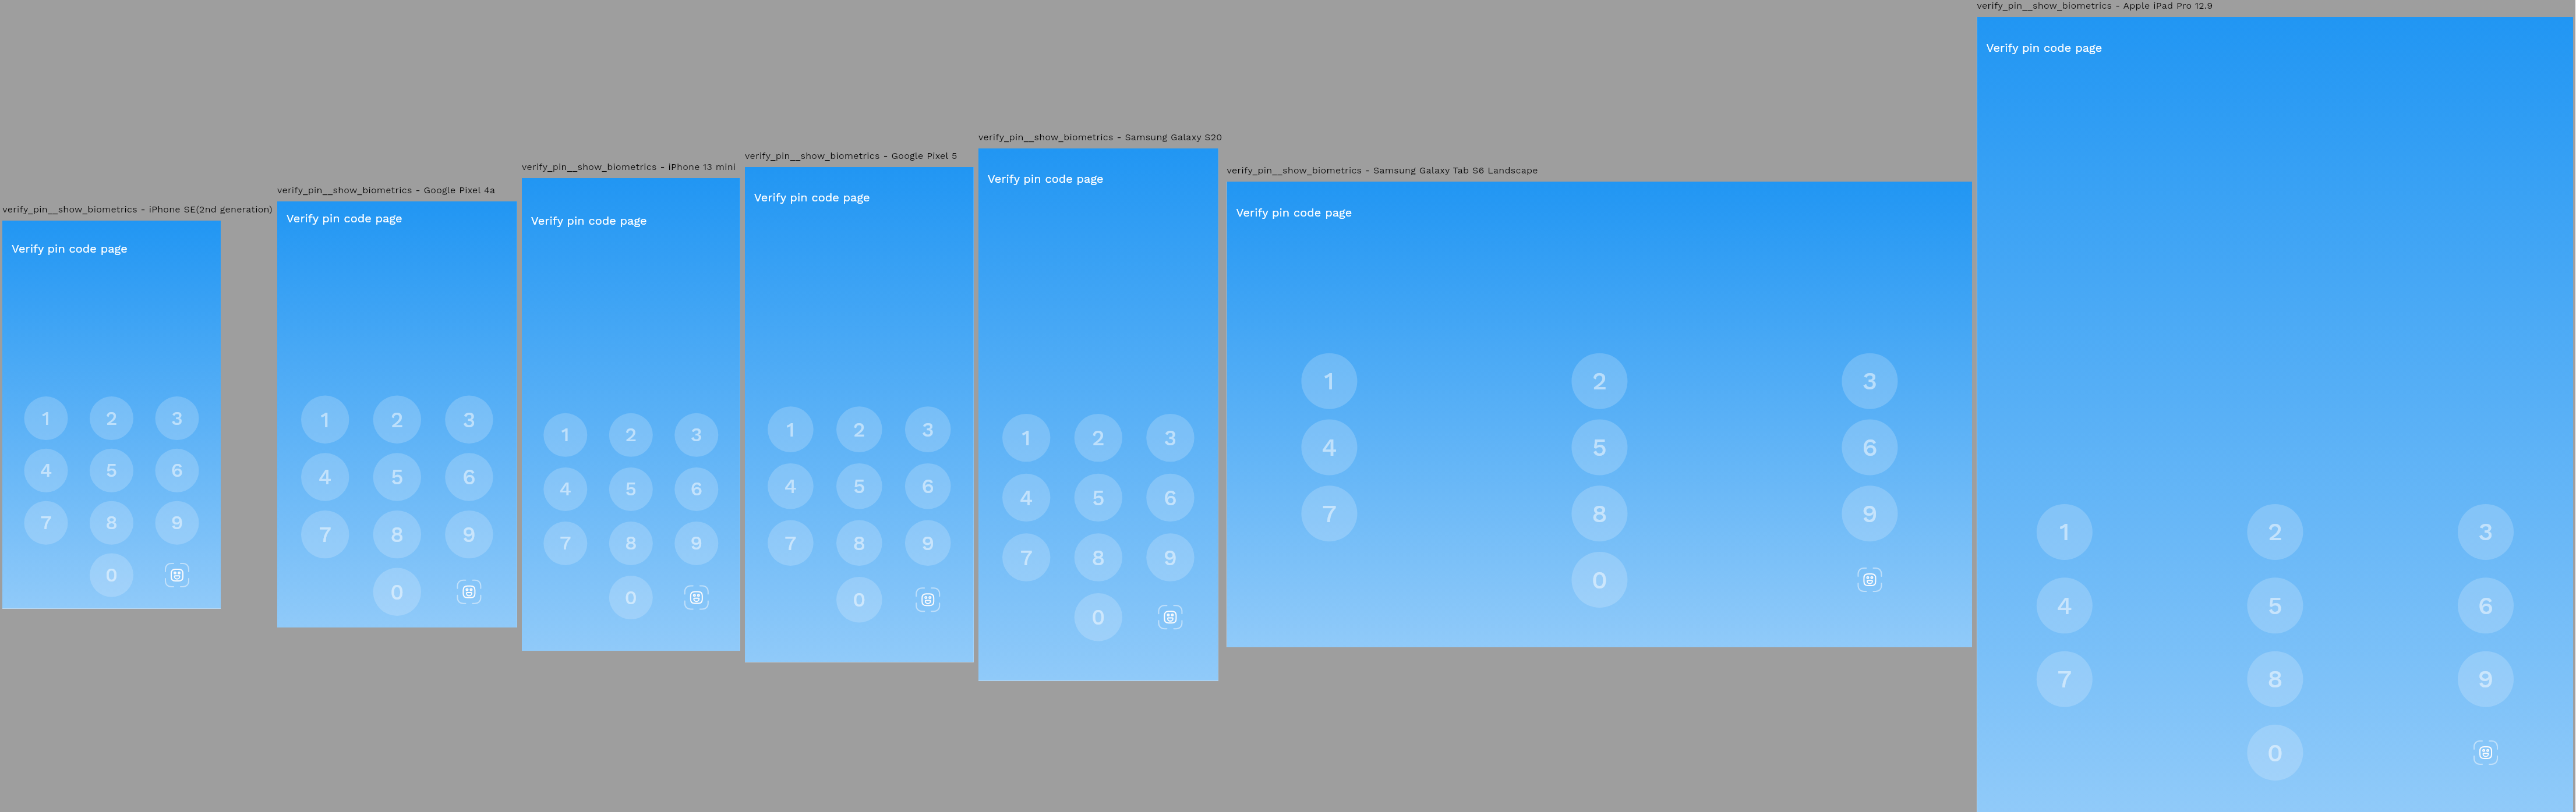 verify_pin__show_biometrics - iPhone SE(2nd generation)
Verify pin code page
1 2 3
4 5 6
7 8 9
0
verify_pin__show_biometrics - Google Pixel 4a
Verify pin code page
1 2 3
4 5 6
7 8 9
0
verify_pin__show_biometrics - iPhone 13 mini
Verify pin code page
1 2 3
4 5 6
7 8 9
0
verify_pin__show_biometrics - Google Pixel 5
Verify pin code page
1 2 3
4 5 6
7 8 9
0
verify_pin__show_biometrics - Samsung Galaxy S20
Verify pin code page
1 2 3
4 5 6
7 8 9
0
verify_pin__show_biometrics - Samsung Galaxy Tab S6 Landscape
Verify pin code page
1 2 3
4 5 6
7 8 9
0
verify_pin__show_biometrics - Apple iPad Pro 12.9
Verify pin code page
1 2 3
4 5 6
7 8 9
0